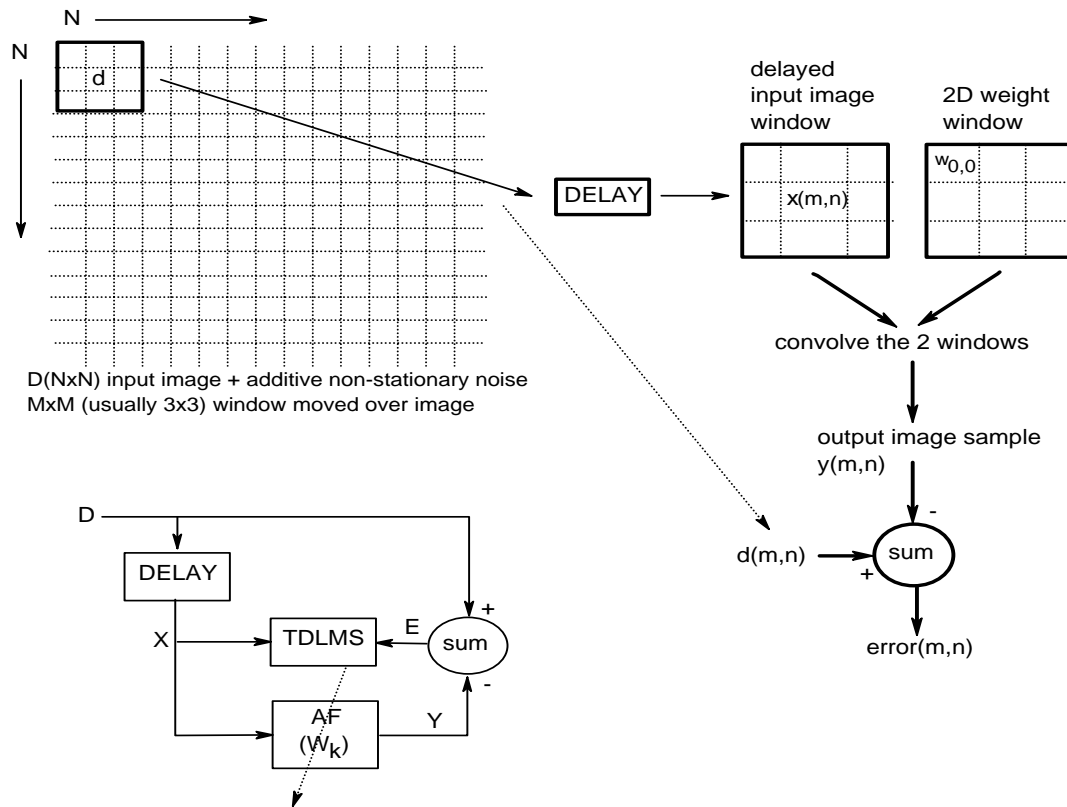 N
N
d
delayed
input image
window
2D weight
window
DELAY
x(m,n)
w0,0
convolve the 2 windows
D(NxN) input image + additive non-stationary noise
MxM (usually 3x3) window moved over image
output image sample
y(m,n)
-
d(m,n)
+
sum
error(m,n)
D
DELAY
+
X
TDLMS
E
sum
-
AF
(Wk)
Y